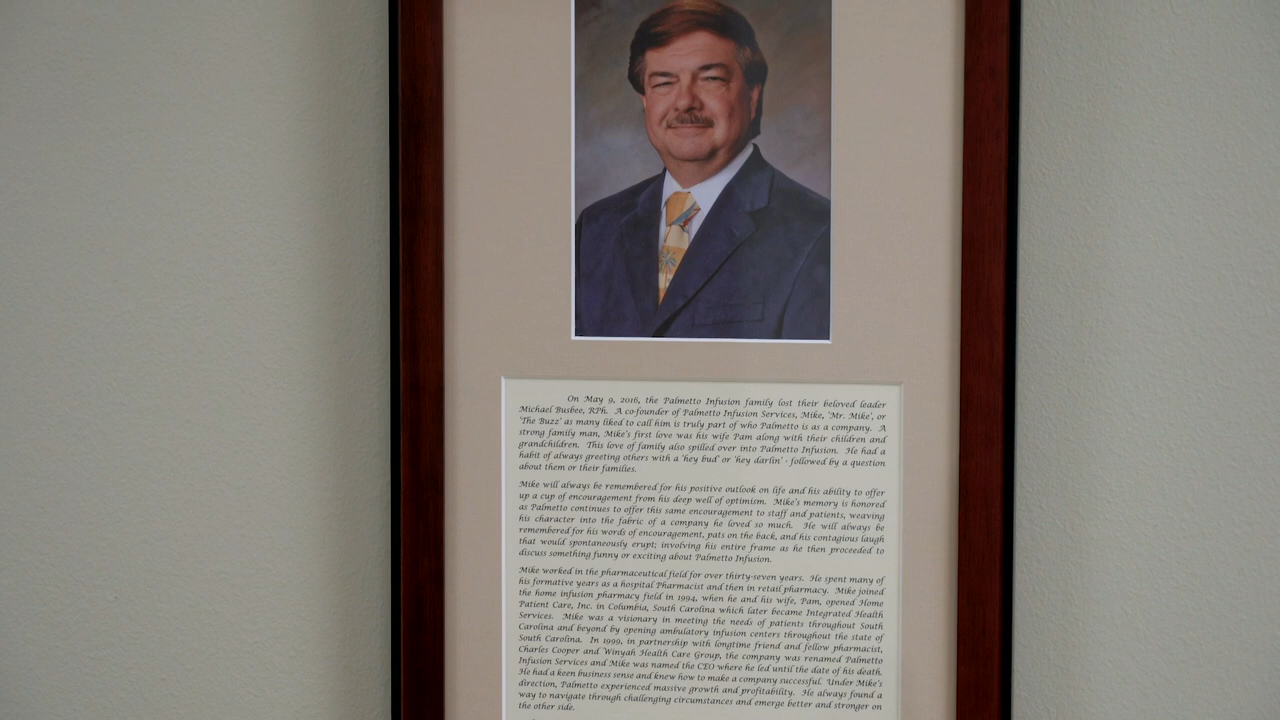 On May 9, 2016, the Palmetto Infusion family lost their beloved leader
Michael Busbee, RPh. A co-founder of Palmetto Infusion Services, Mike, 'Mr. Mike', or
'The Buzz' as many liked to call him is truly part of who Palmetto is as a company. A
strong family man, Mike's first love was his wife Pam along with their children and
grandchildren. This love of family also spilled over into Palmetto Infusion. He had a
habit of always greeting others with a 'hey bud' or 'hey darlin' - followed by a question
about them or their families.
Mike will always be remembered for his positive outlook on life and his ability to offer
up a cup of encouragement from his deep well of optimism. Mike's memory is honored
as Palmetto continues to offer this same encouragement to staff and patients, weaving
his character into the fabric of a company he loved so much. He will always be
remembered for his words of encouragement, pats on the back, and his contagious laugh
that would spontaneously erupt; involving his entire frame as he then proceeded to
discuss something funny or exciting about Palmetto Infusion.
Mike worked in the pharmaceutical field for over thirty-seven years. He spent many of
his formative years as a hospital Pharmacist and then in retail pharmacy. Mike joined
the home infusion pharmacy field in 1994, when he and his wife, Pam, opened Home
Patient Care, Inc. in Columbia, South Carolina which later became Integrated Health
Services. Mike was a visionary in meeting the needs of patients throughout South
Carolina and beyond by opening ambulatory infusion centers throughout the state of
South Carolina. In 1999, in partnership with longtime friend and fellow pharmacist,
Charles Cooper and Winyah Health Care Group, the company was renamed Palmetto
Infusion Services and Mike was named the CEO where he led until the date of his death.
He had a keen business sense and knew how to make a company successful. Under Mike's
direction, Palmetto experienced massive growth and profitability. He always found a
way to navigate through challenging circumstances and emerge better and stronger on
the other side.